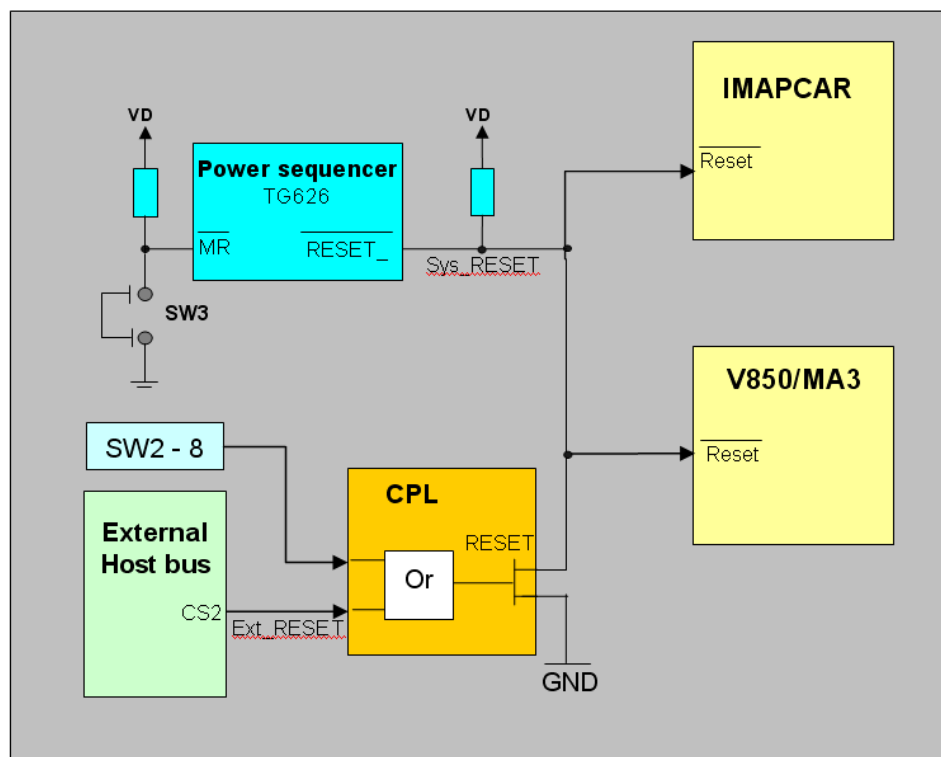 IMAPCAR
Reset
VD
VD
Power sequencer
TG626
MR
RESET_
Sys_RESET
SW3
V850/MA3
Reset
SW2 - 8
External
Host bus
CS2
Ext_RESET
CPL
RESET
Or
GND